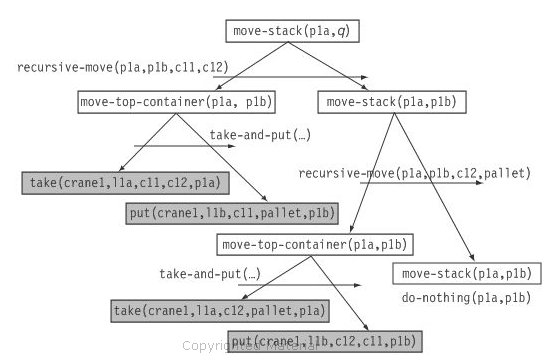 move-stack(p1a,q)
recursive-move(p1a,p1b,c11,c12)
move-top-container(p1a, p1b)
move-stack(p1a,p1b)
take-and-put(…)
take(crane1,l1a,c11,c12,p1a)
recursive-move(p1a,p1b,c12,pallet)
put(crane1,l1b,c11,pallet,p1b)
move-top-container(p1a,p1b)
take-and-put(…)
move-stack(p1a,p1b)
do-nothing(p1a,p1b)
take(crane1,l1a,c12,pallet,p1a)
put(crane1,l1b,c12,c11,p1b)
Copyrighted Material